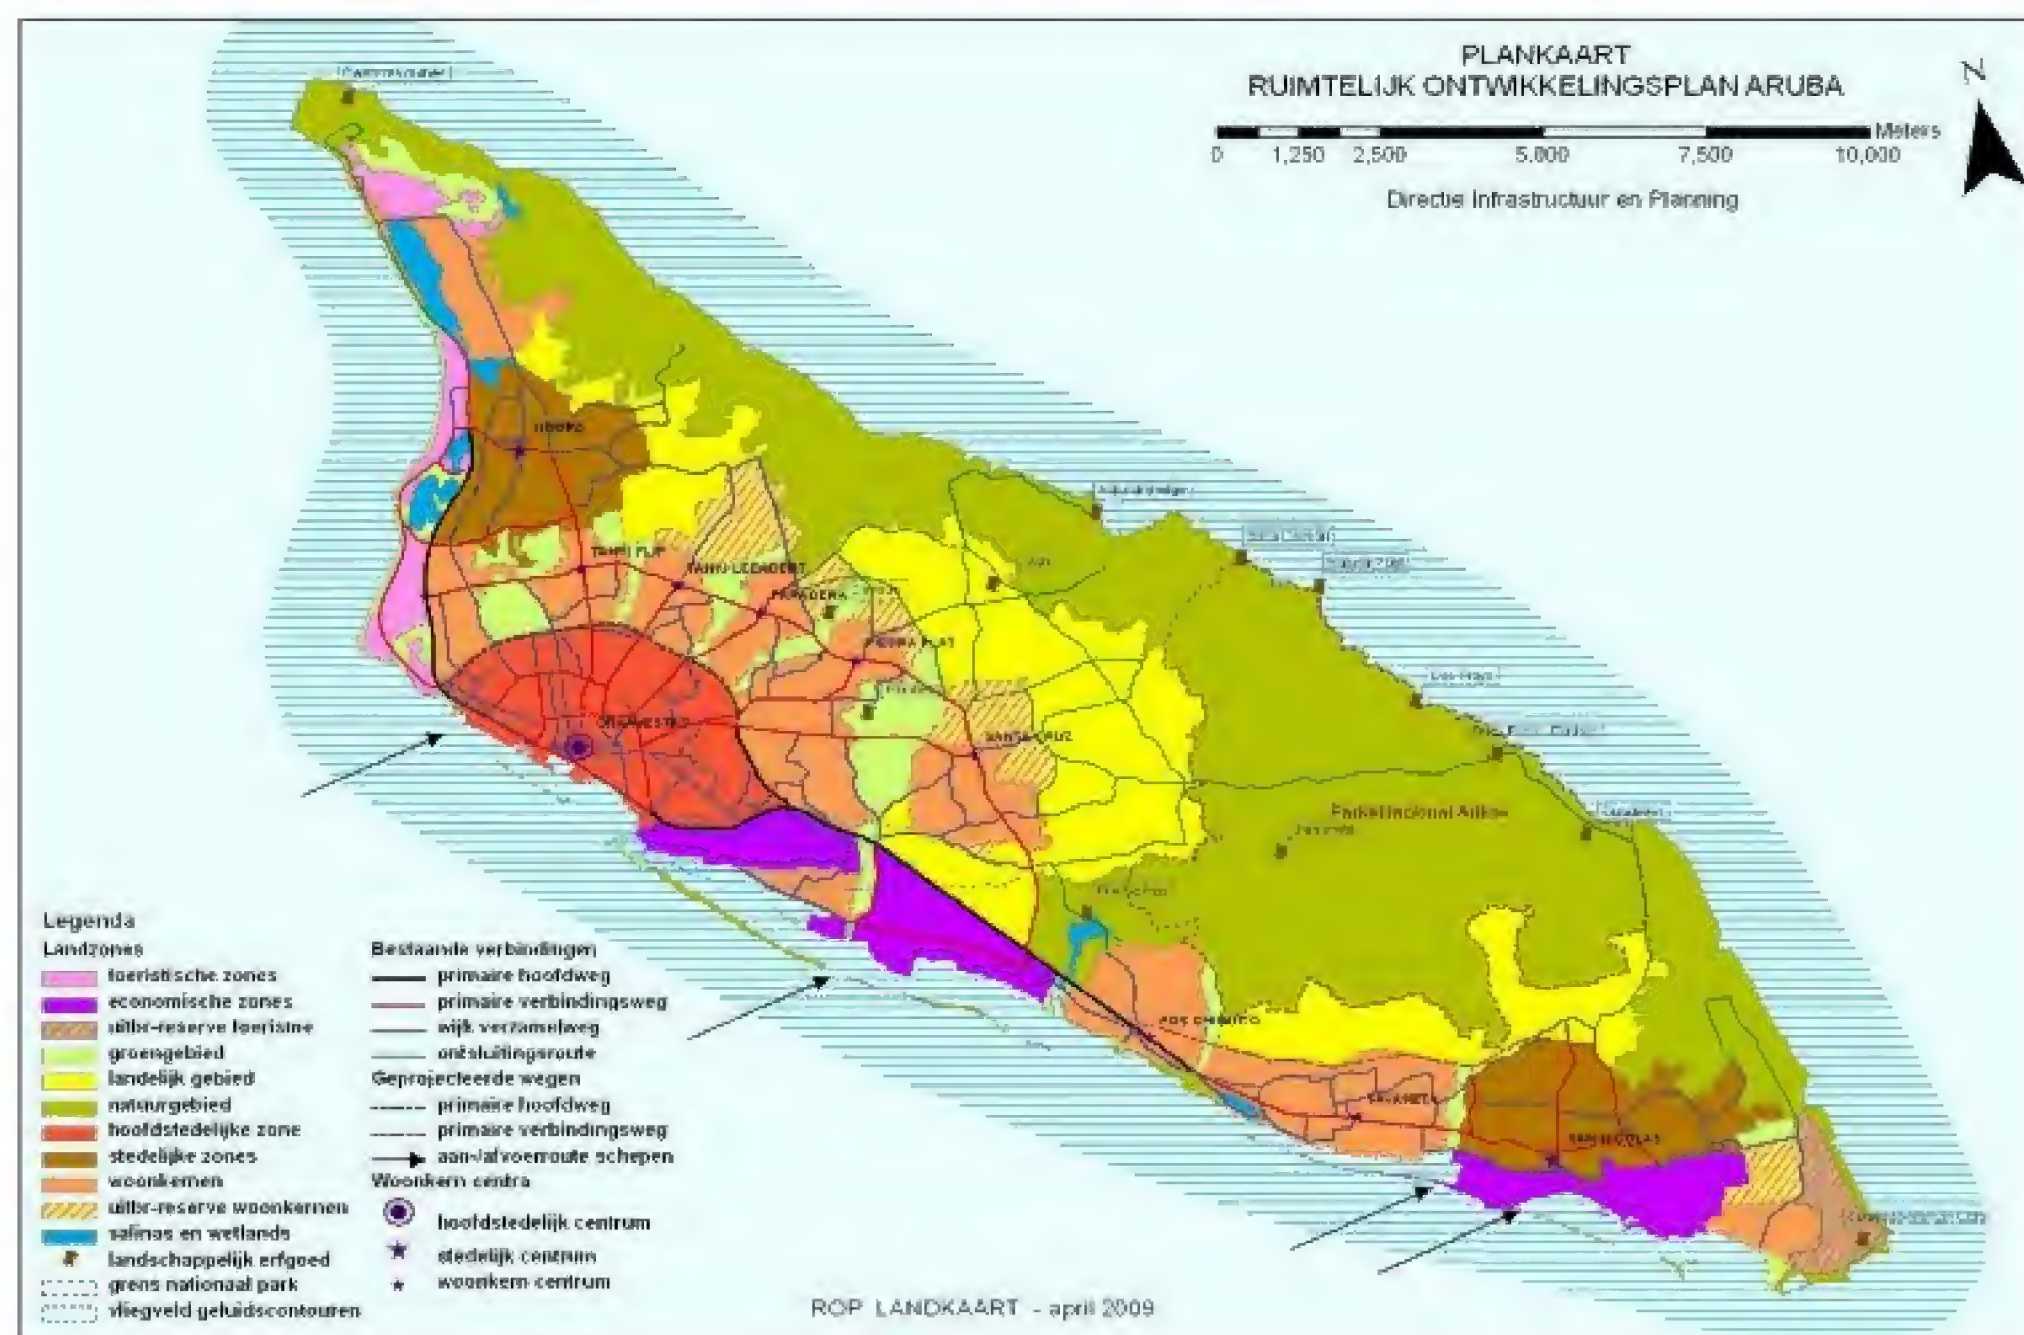 PLANKAART
RUIMTELIJK ONTWIKKELINGSPLAN ARUBA
N
Meters
0 1,250 2,500 5,000 7,500 10,000
Directie Infrastructuur en Planning
NOORD
TANKI FLIP
TANKI LEENDERT
PARADERA
PIEDRA PLAT
ORANJESTAD
SANTA CRUZ
Parke Nacional Arikok
POS CHIKITO
SAVANETA
SAN NICOLAS
Legenda
Landzones
toeristische zones
economische zones
uitbr-reserve toerisme
groengebied
landelijk gebied
natuurgebied
hoofdstedelijke zone
stedelijke zones
woonkernen
uitbr-reserve woonkernen
salinas en wetlands
landschappelijk erfgoed
grens nationaal park
vliegveld geluidscontouren
Bestaande verbindingen
primaire hoofdweg
primaire verbindingsweg
wijk verzamelweg
ontsluitingsroute
Geprojecteerde wegen
primaire hoofdweg
primaire verbindingsweg
aan-/afvoerroute schepen
Woonkern centra
hoofdstedelijk centrum
stedelijk centrum
woonkern centrum
ROP LANDKAART - april 2009